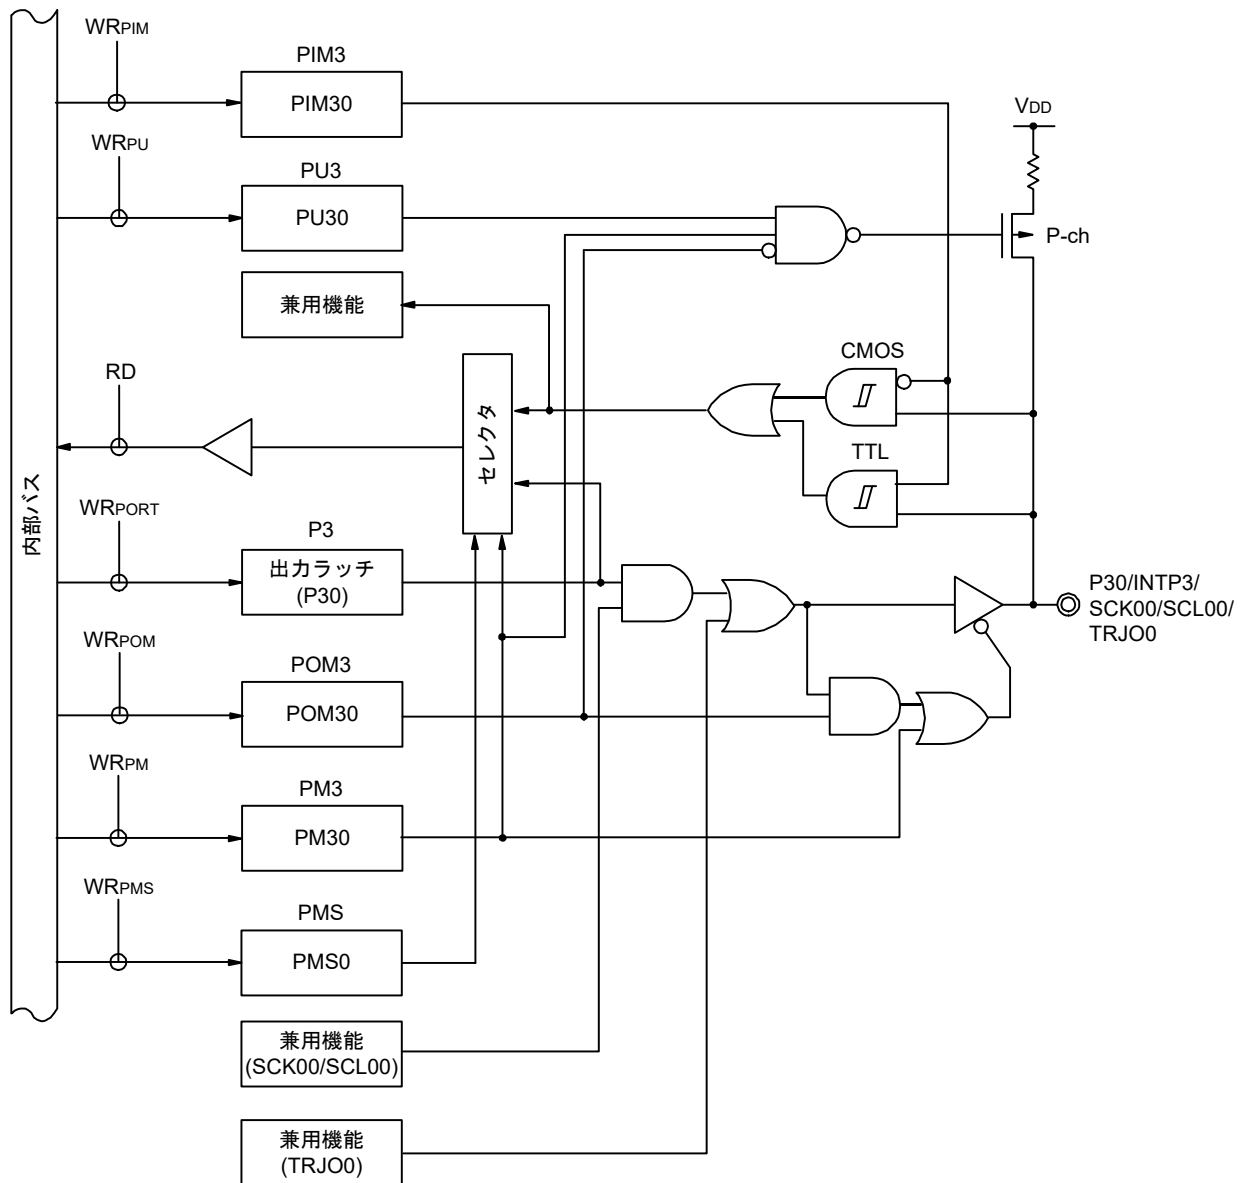 WRPIM
PIM3
PIM30
VDD
WRPU
PU3
PU30
P-ch
兼用機能
CMOS
RD
セレクタ
TTL
内部バス
WRPORT
P3
出力ラッチ
(P30)
P30/INTP3/
SCK00/SCL00/
TRJO0
WRPOM
POM3
POM30
WRPM
PM3
PM30
WRPMS
PMS
PMS0
兼用機能
(SCK00/SCL00)
兼用機能
(TRJO0)